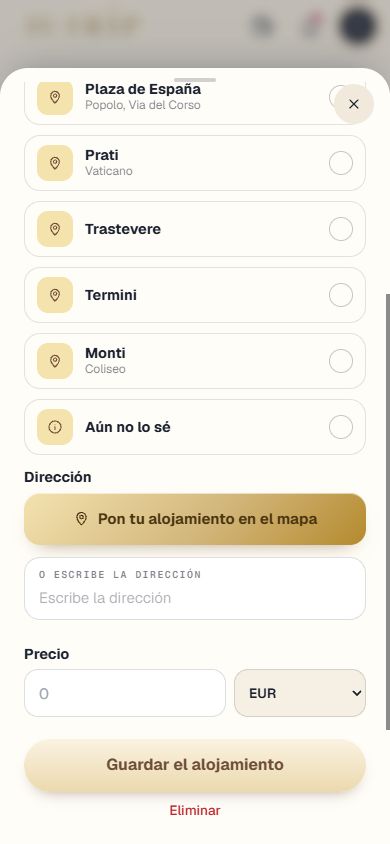 Plaza de España
Popolo, Via del Corso
Prati
Vaticano
Trastevere
Termini
Monti
Coliseo
Aún no lo sé
Dirección
Pon tu alojamiento en el mapa
O ESCRIBE LA DIRECCIÓN
Escribe la dirección
Precio
0
EUR
Guardar el alojamiento
Eliminar